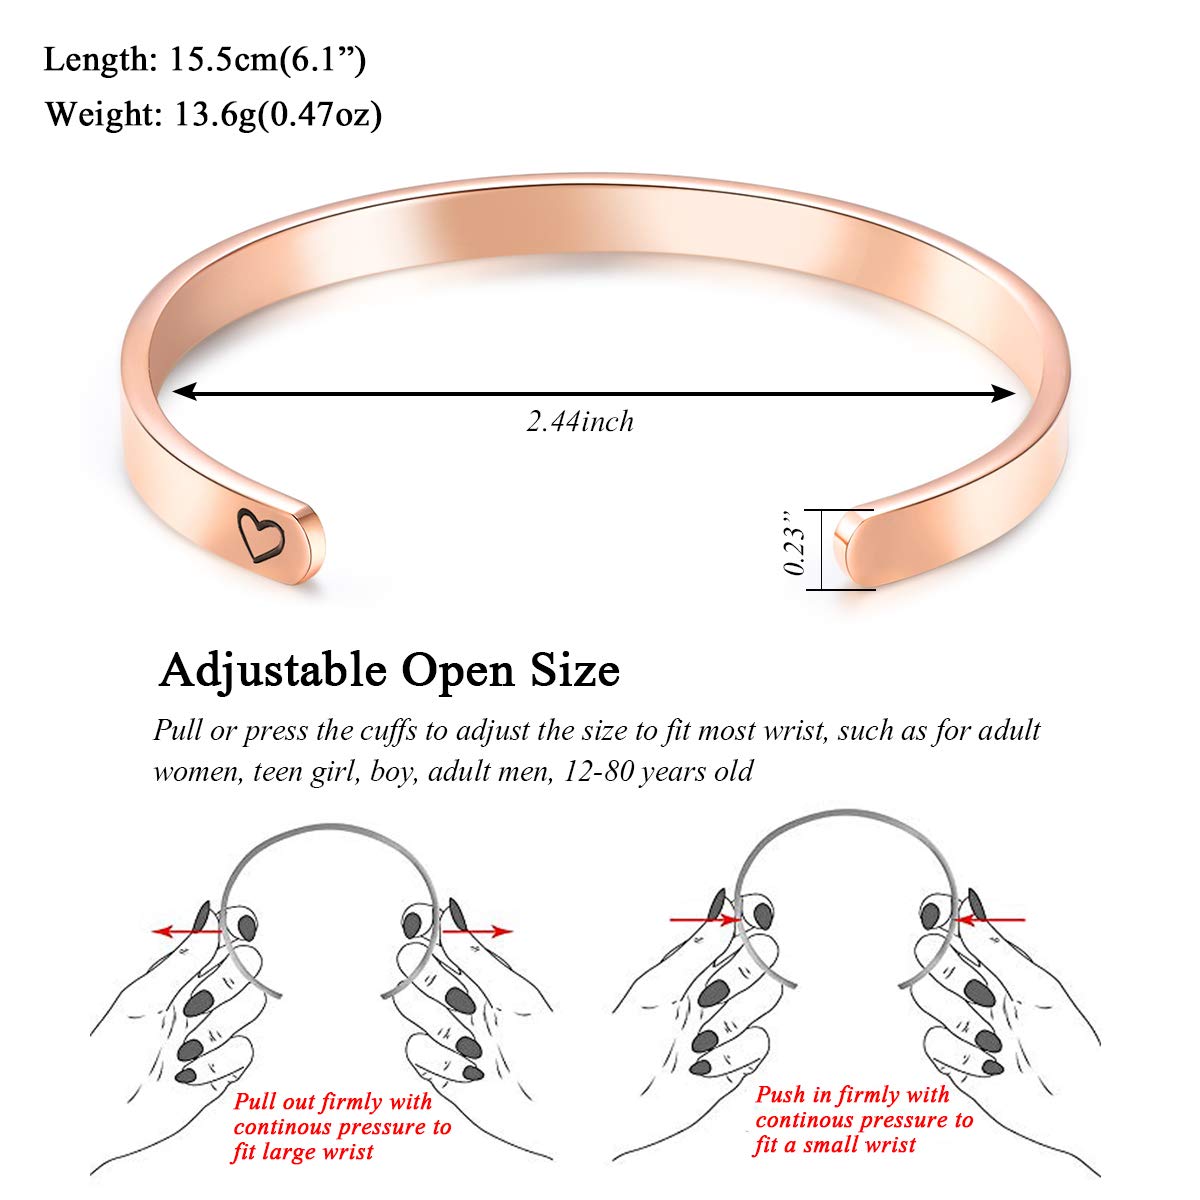 Length: 15.5cm(6.1”)
Weight: 13.6g(0.47oz)
2.44inch
0.23”
Adjustable Open Size
Pull or press the cuffs to adjust the size to fit most wrist, such as for adult
women, teen girl, boy, adult men, 12-80 years old
Pull out firmly with
continous pressure to
fit large wrist
Push in firmly with
continous pressure to
fit a small wrist